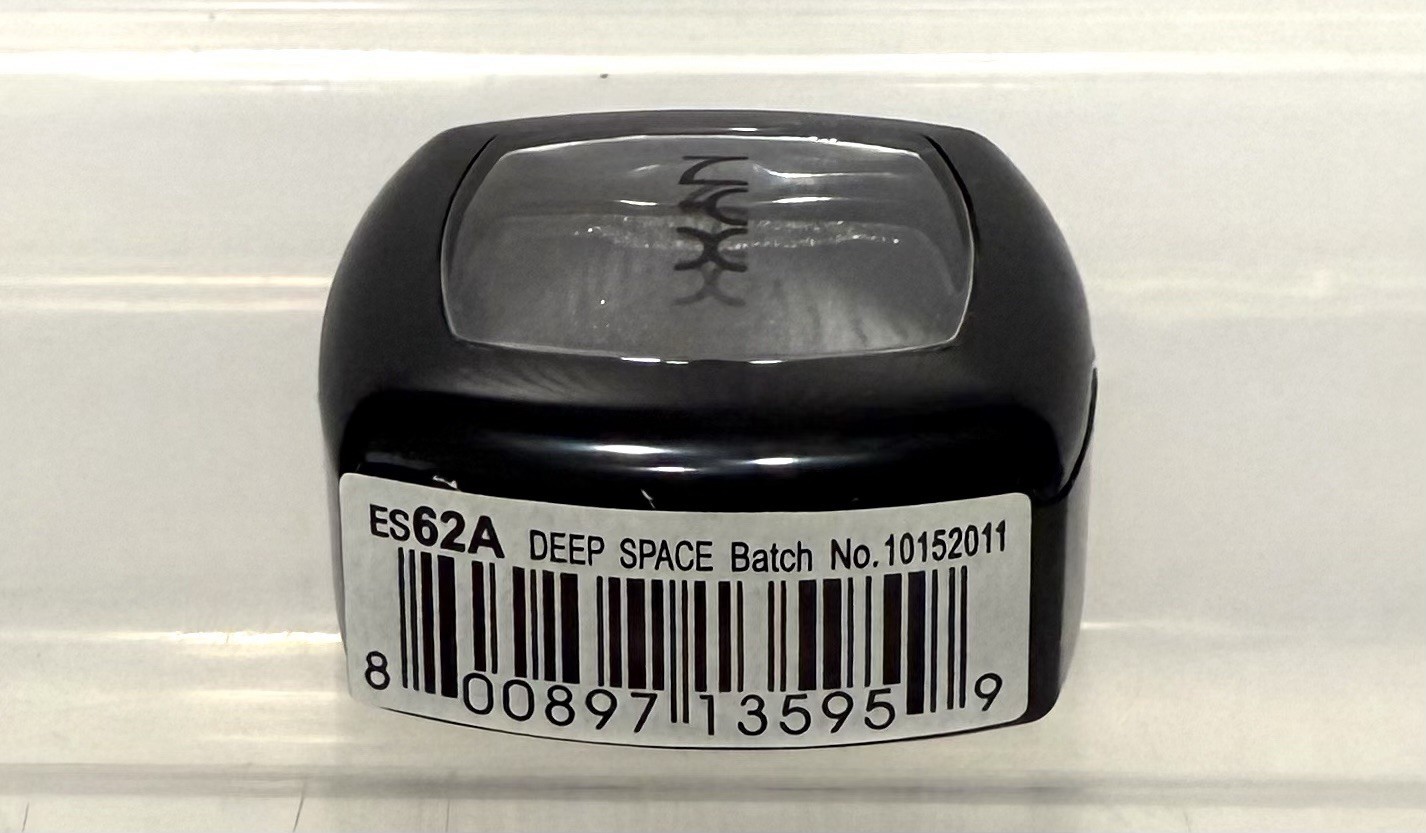 NYX
ES62A DEEP SPACE Batch No.10152011
8 00897 13595 9